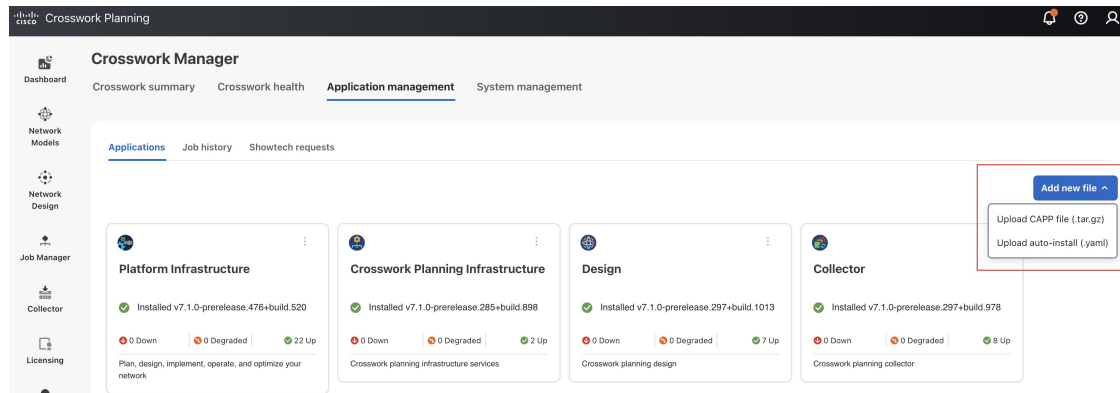 cisco Crosswork Planning
Dashboard
Network
Models
Network
Design
Job Manager
Collector
Licensing
Crosswork Manager
Crosswork summary Crosswork health Application management System management
Applications Job history Showtech requests
Add new file
Upload CAPP file (.tar.gz)
Upload auto-install (.yaml)
Platform Infrastructure
Installed v7.1.0-prerelease.476+build.520
0 Down 0 Degraded 22 Up
Plan, design, implement, operate, and optimize your
network
Crosswork Planning Infrastructure
Installed v7.1.0-prerelease.285+build.898
0 Down 0 Degraded 2 Up
Crosswork planning infrastructure services
Design
Installed v7.1.0-prerelease.297+build.1013
0 Down 0 Degraded 7 Up
Crosswork planning design
Collector
Installed v7.1.0-prerelease.297+build.978
0 Down 0 Degraded 8 Up
Crosswork planning collector